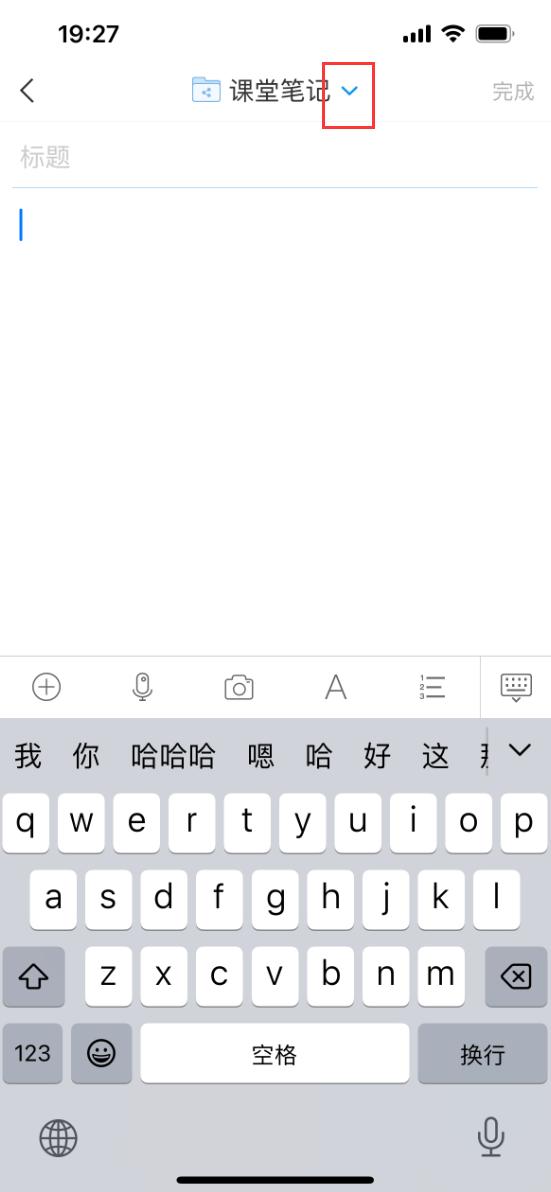 19:27
课堂笔记
完成
标题
我 你 哈哈哈 嗯 哈 好 这
q w e r t y u i o p
a s d f g h j k l
z x c v b n m
123 空格 换行